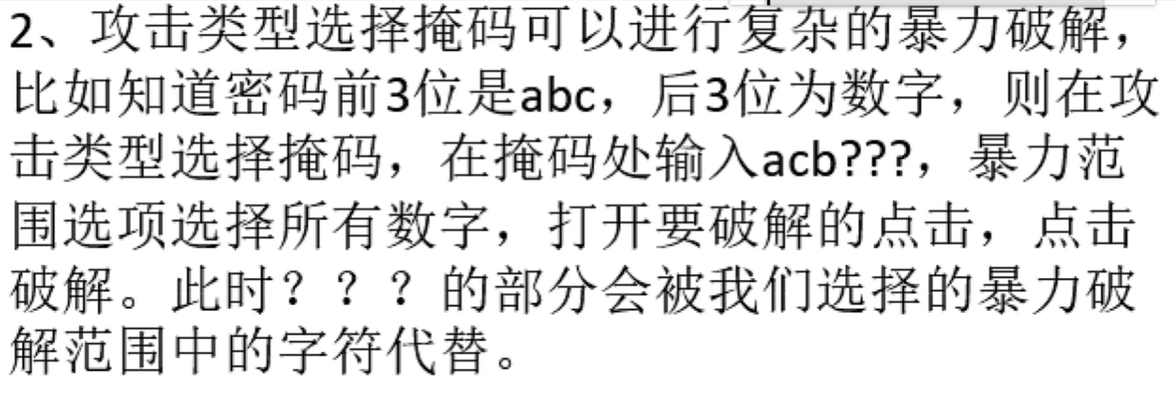 2、攻击类型选择掩码可以进行复杂的暴力破解，
比如知道密码前3位是abc，后3位为数字，则在攻
击类型选择掩码，在掩码处输入acb???，暴力范
围选项选择所有数字，打开要破解的点击，点击
破解。此时？？？的部分会被我们选择的暴力破
解范围中的字符代替。